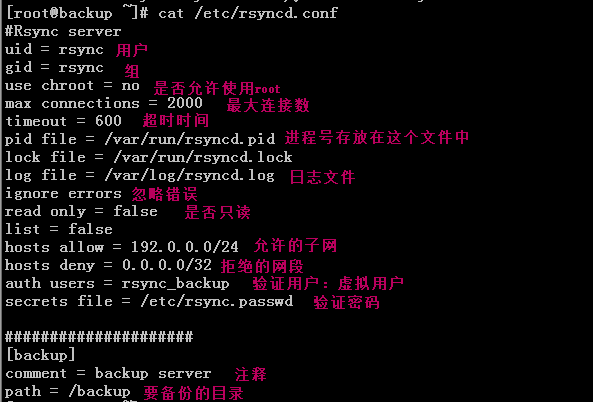 [root@backup ~]# cat /etc/rsyncd.conf
#Rsync server
uid = rsync 用户
gid = rsync 组
use chroot = no 是否允许使用root
max connections = 2000 最大连接数
timeout = 600 超时时间
pid file = /var/run/rsyncd.pid 进程号存放在这个文件中
lock file = /var/run/rsyncd.lock
log file = /var/log/rsyncd.log 日志文件
ignore errors 忽略错误
read only = false 是否只读
list = false
hosts allow = 192.0.0.0/24 允许的子网
hosts deny = 0.0.0.0/32 拒绝的网段
auth users = rsync_backup 验证用户：虚拟用户
secrets file = /etc/rsync.passwd 验证密码
#####################
[backup]
comment = backup server 注释
path = /backup 要备份的目录